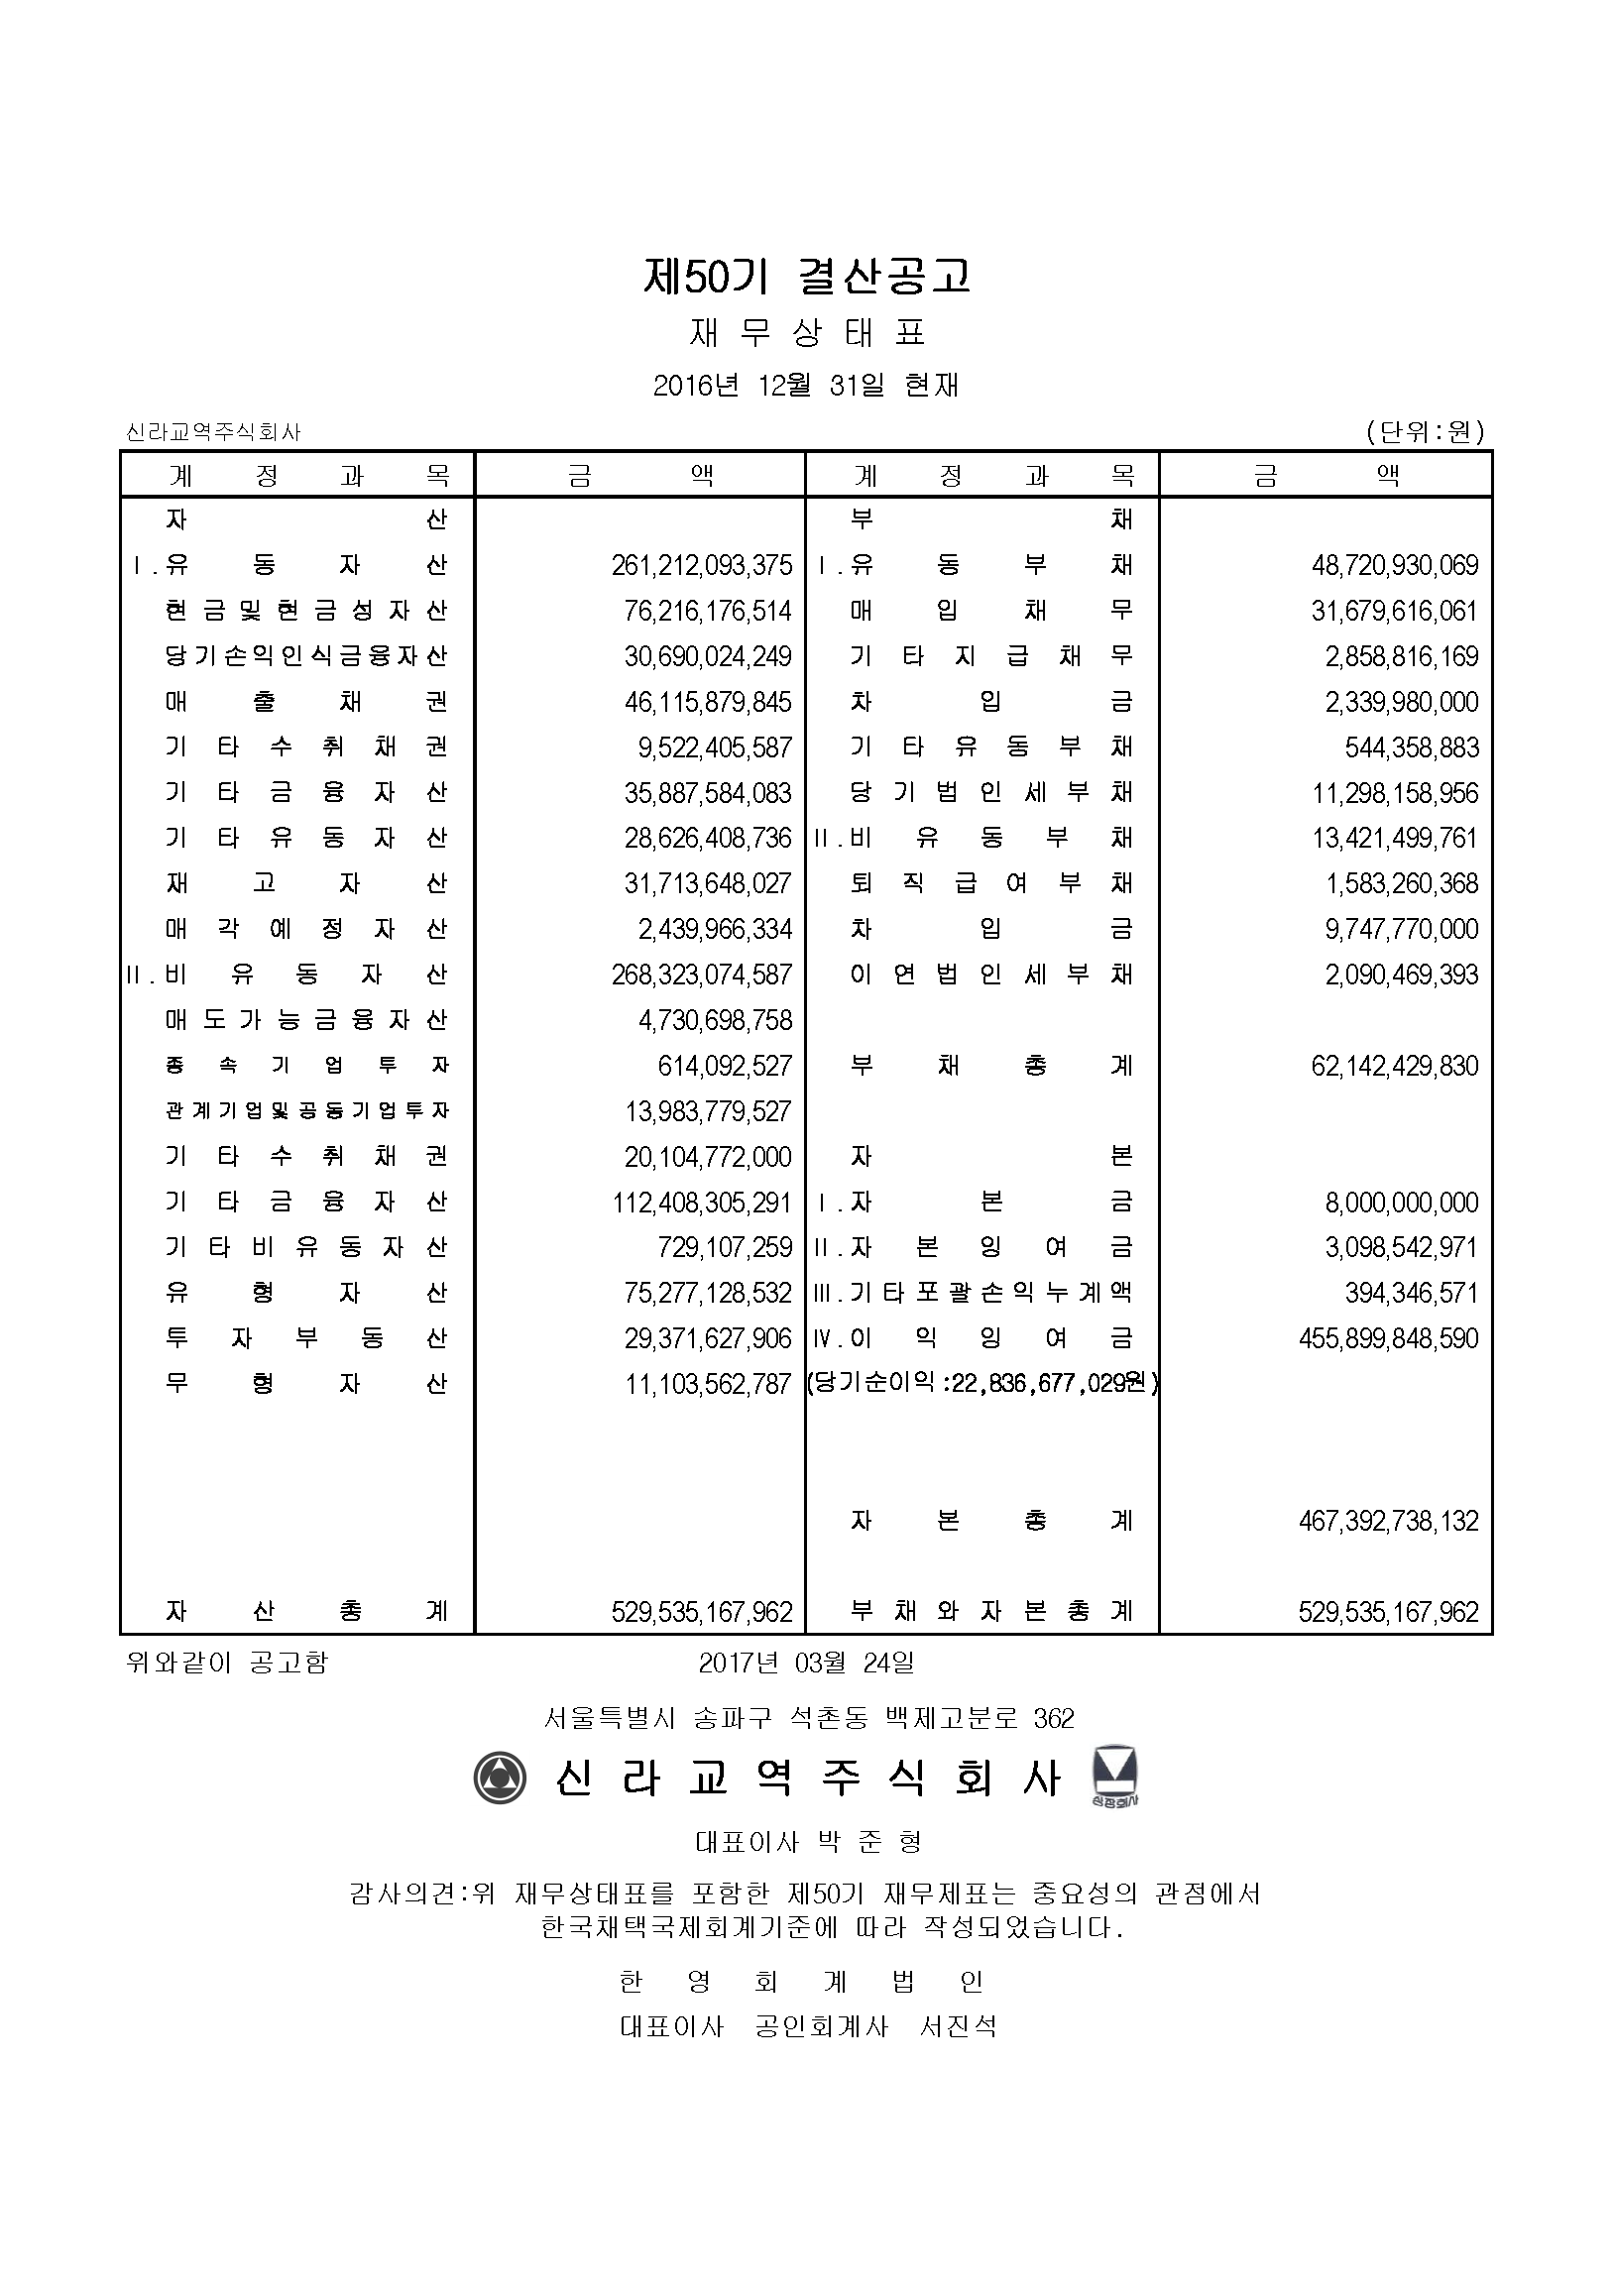 제50기 결산공고
재 무 상 태 표
2016년 12월 31일 현재
신라교역주식회사 (단위:원)
계 정 과 목 금 액 계 정 과 목 금 액
자 산 부 채
Ⅰ.유 동 자 산 261,212,093,375 Ⅰ.유 동 부 채 48,720,930,069
현 금 및 현 금 성 자 산 76,216,176,514 매 입 채 무 31,679,616,061
당기손익인식금융자산 30,690,024,249 기 타 지 급 채 무 2,858,816,169
매 출 채 권 46,115,879,845 차 입 금 2,339,980,000
기 타 수 취 채 권 9,522,405,587 기 타 유 동 부 채 544,358,883
기 타 금 융 자 산 35,887,584,083 당 기 법 인 세 부 채 11,298,158,956
기 타 유 동 자 산 28,626,408,736 Ⅱ.비 유 동 부 채 13,421,499,761
재 고 자 산 31,713,648,027 퇴 직 급 여 부 채 1,583,260,368
매 각 예 정 자 산 2,439,966,334 차 입 금 9,747,770,000
Ⅱ.비 유 동 자 산 268,323,074,587 이 연 법 인 세 부 채 2,090,469,393
매 도 가 능 금 융 자 산 4,730,698,758
종 속 기 업 투 자 614,092,527 부 채 총 계 62,142,429,830
관계기업및공동기업투자 13,983,779,527
기 타 수 취 채 권 20,104,772,000 자 본
기 타 금 융 자 산 112,408,305,291 Ⅰ.자 본 금 8,000,000,000
기 타 비 유 동 자 산 729,107,259 Ⅱ.자 본 잉 여 금 3,098,542,971
유 형 자 산 75,277,128,532 Ⅲ.기타포괄손익누계액 394,346,571
투 자 부 동 산 29,371,627,906 Ⅳ.이 익 잉 여 금 455,899,848,590
무 형 자 산 11,103,562,787 (당기순이익:22,836,677,029원)
자 본 총 계 467,392,738,132
자 산 총 계 529,535,167,962 부 채 와 자 본 총 계 529,535,167,962
위와같이 공고함 2017년 03월 24일
서울특별시 송파구 석촌동 백제고분로 362
신 라 교 역 주 식 회 사 상장회사
대표이사 박 준 형
감사의견:위 재무상태표를 포함한 제50기 재무제표는 중요성의 관점에서
한국채택국제회계기준에 따라 작성되었습니다.
한 영 회 계 법 인
대표이사 공인회계사 서진석